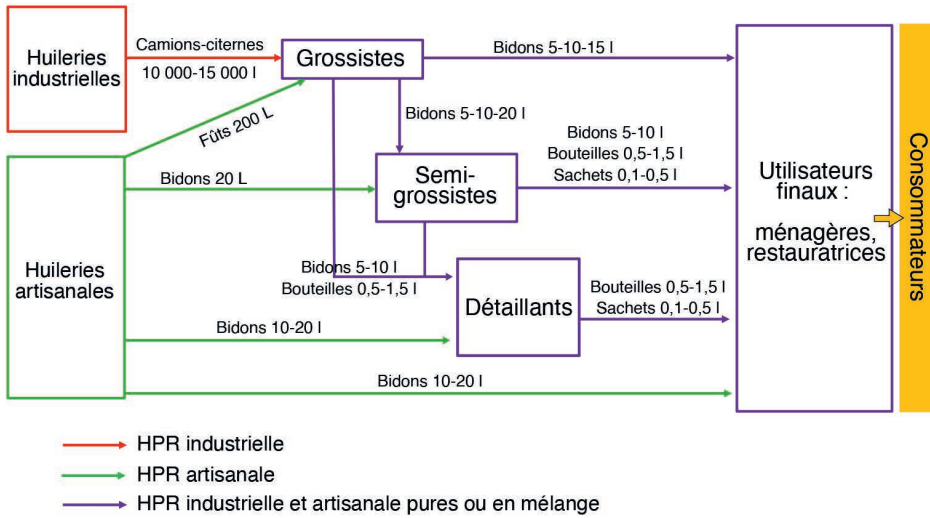 Huileries
industrielles
Camions-citernes
10 000-15 000 l
Grossistes
Bidons 5-10-15 l
Fûts 200 L
Bidons 5-10-20 l
Huileries
artisanales
Bidons 20 L
Semi-
grossistes
Bidons 5-10 l
Bouteilles 0,5-1,5 l
Sachets 0,1-0,5 l
Bidons 5-10 l
Bouteilles 0,5-1,5 l
Détaillants
Bouteilles 0,5-1,5 l
Sachets 0,1-0,5 l
Bidons 10-20 l
Bidons 10-20 l
Utilisateurs
finaux :
ménagères,
restauratrices
Consommateurs
HPR industrielle
HPR artisanale
HPR industrielle et artisanale pures ou en mélange